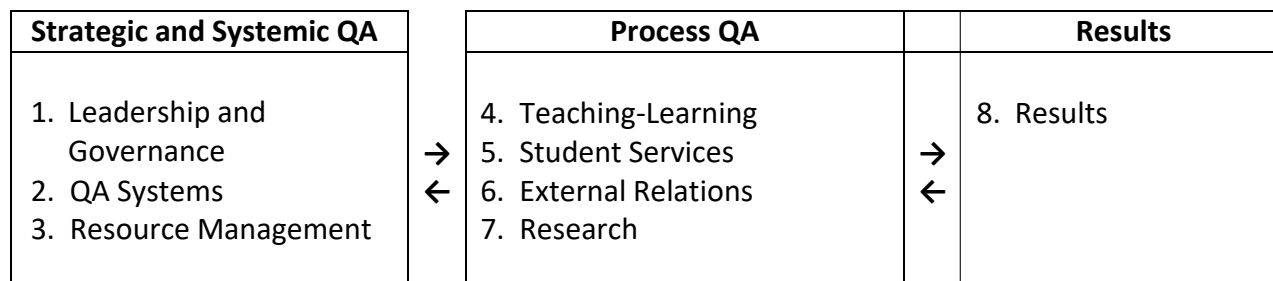 Strategic and Systemic QA
1. Leadership and
Governance
2. QA Systems
3. Resource Management
→
←
Process QA
4. Teaching-Learning
5. Student Services
6. External Relations
7. Research
→
←
Results
8. Results